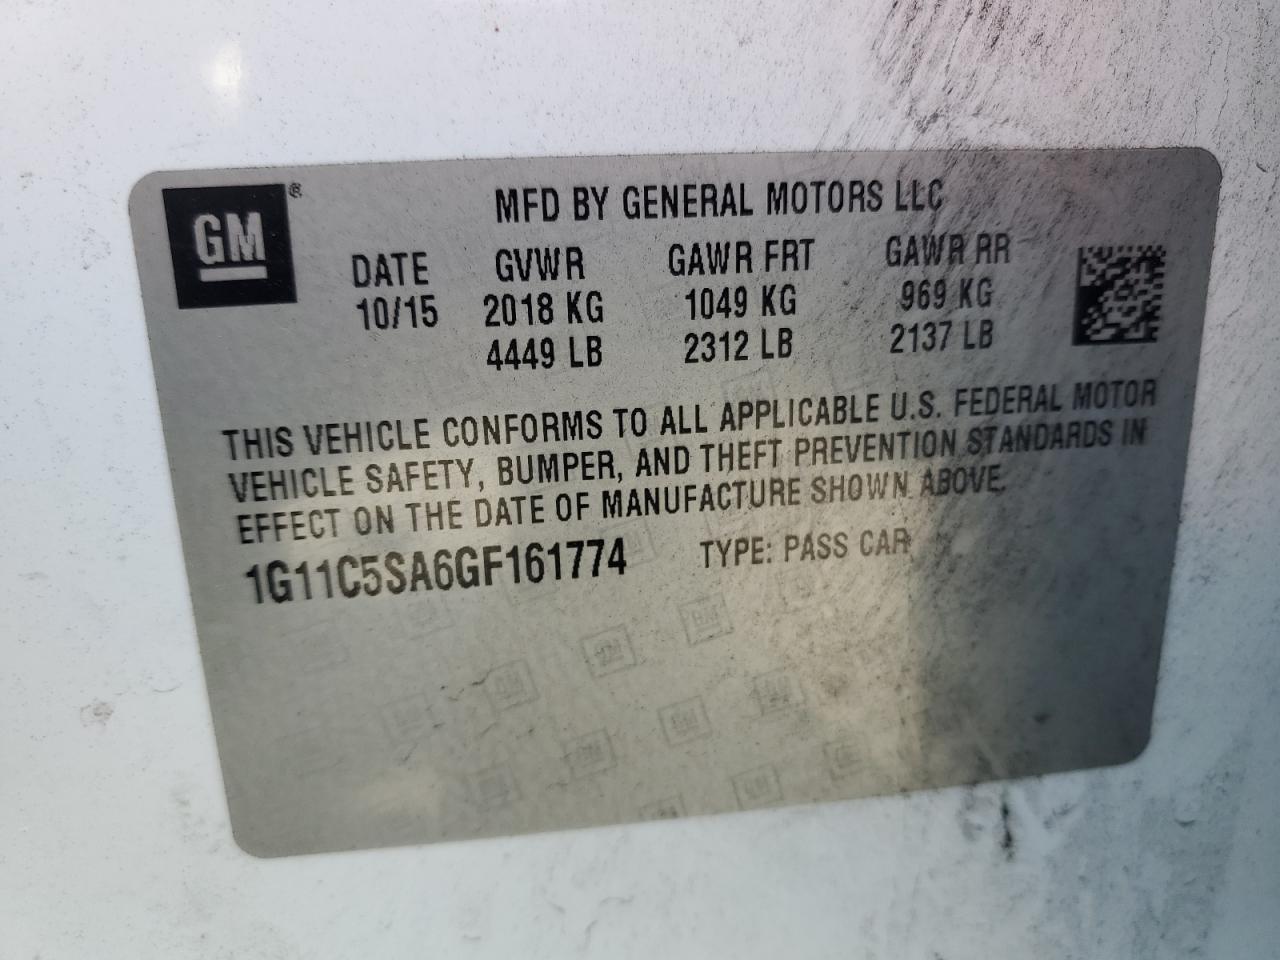 GM®
MFD BY GENERAL MOTORS LLC
DATE GVWR GAWR FRT GAWR RR
10/15 2018 KG 1049 KG 969 KG
4449 LB 2312 LB 2137 LB
THIS VEHICLE CONFORMS TO ALL APPLICABLE U.S. FEDERAL MOTOR
VEHICLE SAFETY, BUMPER, AND THEFT PREVENTION STANDARDS IN
EFFECT ON THE DATE OF MANUFACTURE SHOWN ABOVE.
1G11C5SA6GF161774 TYPE: PASS CAR